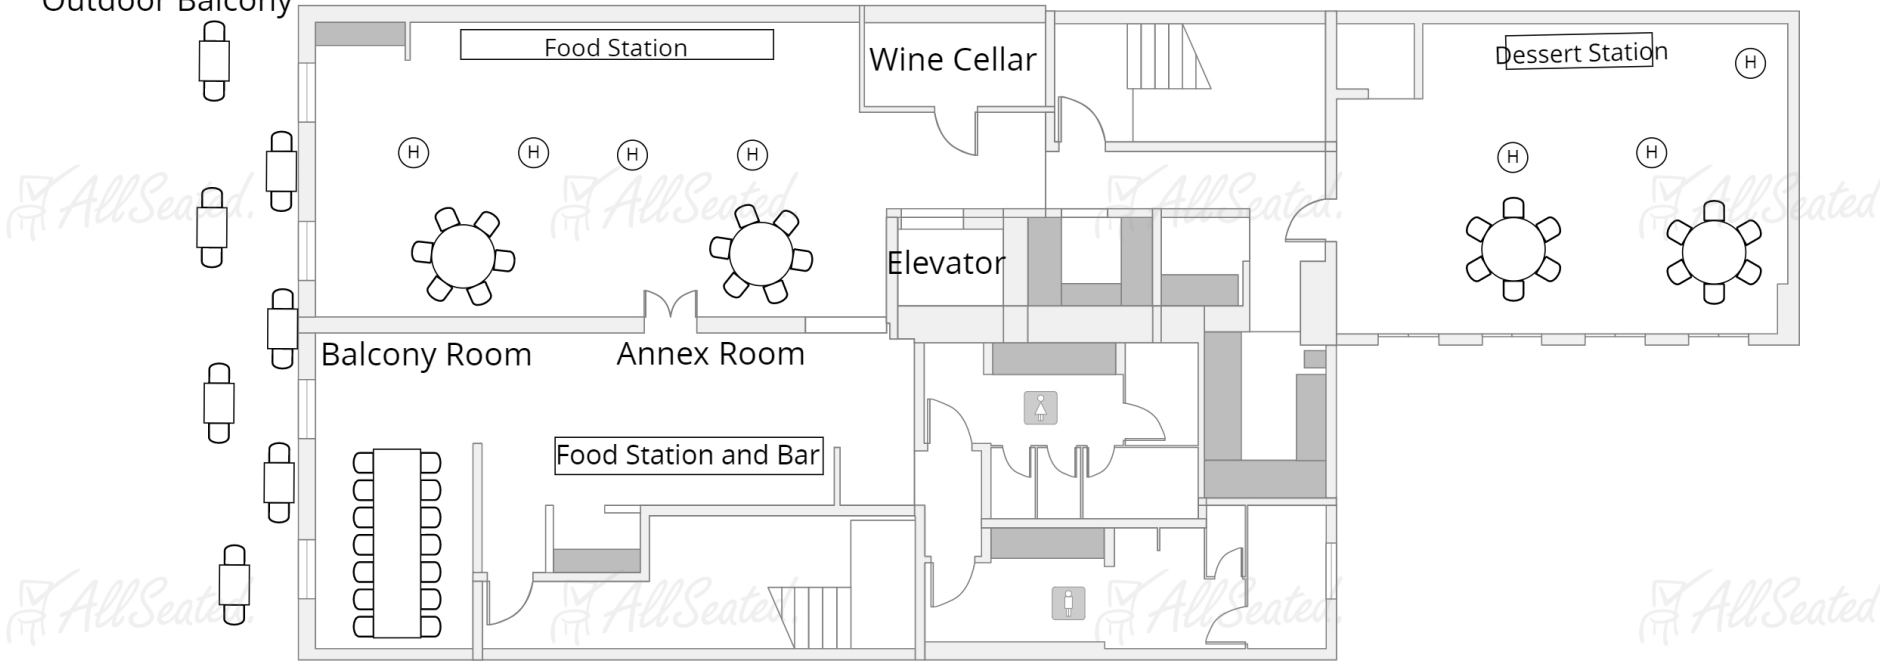 Outdoor Balcony
Food Station
Wine Cellar
Dessert Station
H
H
H
H
H
H
H
AllSeated.
AllSeated.
AllSeated.
AllSeated
Elevator
Balcony Room
Annex Room
Food Station and Bar
AllSeated.
AllSeated.
AllSeated.
AllSeated